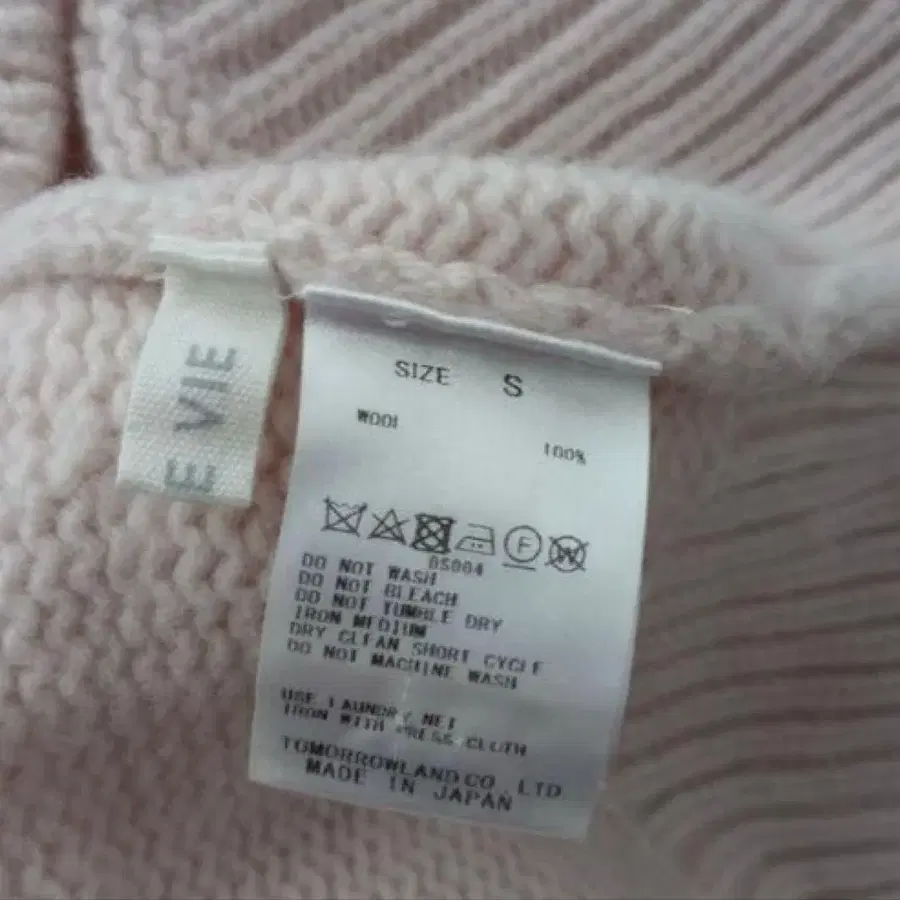 E VIE
SIZE S
WOOL 100%
F W
DS004
DO NOT WASH
DO NOT BLEACH
DO NOT TUMBLE DRY
IRON MEDIUM
DRY CLEAN SHORT CYCLE
DO NOT MACHINE WASH
USE LAUNDRY NET
IRON WITH PRESS CLOTH
TOMORROWLAND CO., LTD
MADE IN JAPAN